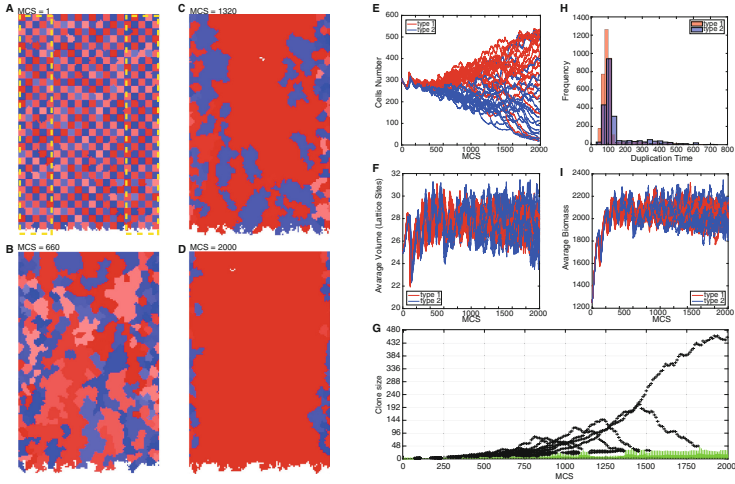 A MCS = 1
B MCS = 660
C MCS = 1320
D MCS = 2000
E
600
500
400
300
200
100
0
Cells Number
0 500 1000 1500 2000
MCS
type 1
type 2
F
32
30
28
26
24
22
20
Avarage Volume (Lattice Sites)
0 500 1000 1500 2000
MCS
type 1
type 2
H
1400
1200
1000
800
600
400
200
0
Frequency
0 100 200 300 400 500 600 700 800
Duplication Time
type 1
type 2
I
2400
2200
2000
1800
1600
1400
1200
Avarage Biomass
0 500 1000 1500 2000
MCS
type 1
type 2
G
480
432
384
336
288
240
192
144
96
48
0
Clone size
0 250 500 750 1000 1250 1500 1750 2000
MCS